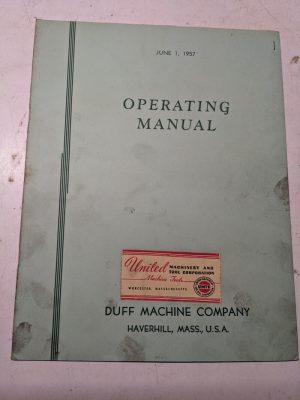 JUNE 1, 1957
OPERATING
MANUAL
United MACHINERY AND
TOOL CORPORATION
Machine Tools
WORCESTER, MASSACHUSETTS
DUFF MACHINE COMPANY
HAVERHILL, MASS., U.S.A.